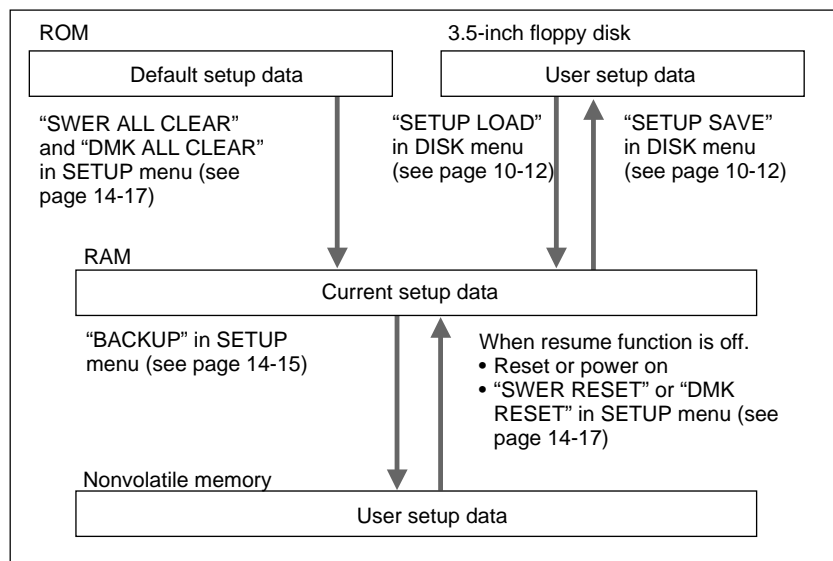 ROM
3.5-inch floppy disk
Default setup data
User setup data
“SWER ALL CLEAR”
and “DMK ALL CLEAR”
in SETUP menu (see
page 14-17)
“SETUP LOAD”
in DISK menu
(see page 10-12)
“SETUP SAVE”
in DISK menu
(see page 10-12)
RAM
Current setup data
“BACKUP” in SETUP
menu (see page 14-15)
When resume function is off.
• Reset or power on
• “SWER RESET” or “DMK
RESET” in SETUP menu (see
page 14-17)
Nonvolatile memory
User setup data